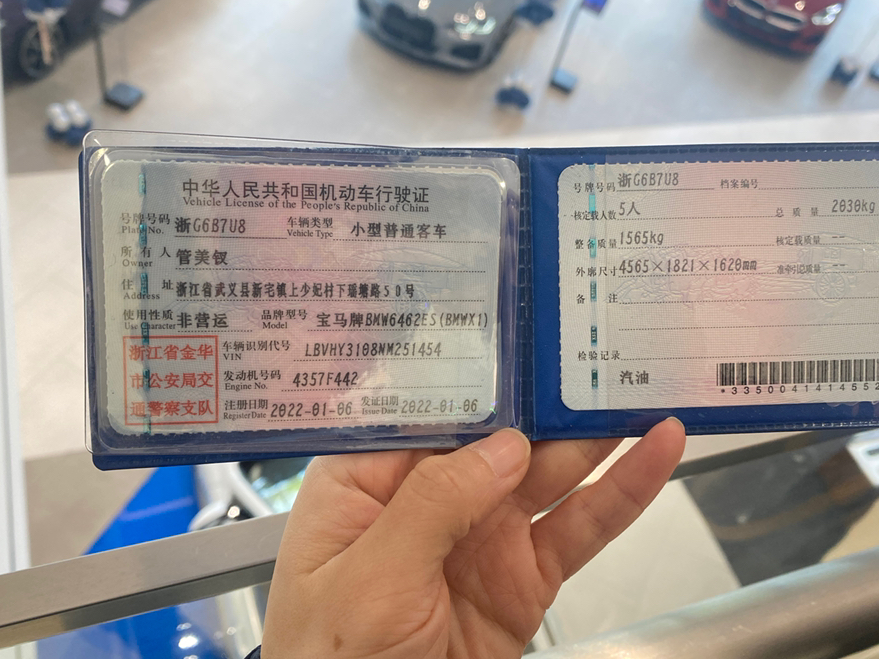 中华人民共和国机动车行驶证
Vehicle License of the People's Republic of China
号牌号码 浙G6B7U8 车辆类型 小型普通客车
Plate No. Vehicle Type
所有人 管美钗
Owner
住址 浙江省武义县新宅镇上少妃村下瑶塘路50号
Address
使用性质 非营运 品牌型号 宝马牌BMW6462ES(BMWX1)
Use Character Model
浙江省金华
市公安局交
通警察支队
车辆识别代号 LBVHY3108NM251454
VIN
发动机号码 4357F442
Engine No.
注册日期 2022-01-06 发证日期 2022-01-06
Register Date Issue Date
号牌号码 浙G6B7U8 档案编号
核定载人数 5人 总质量 2030kg
整备质量 1565kg 核定载质量 --
外廓尺寸 4565×1821×1620 准牵引总质量 --
备注
检验记录
汽油
*3350041414552